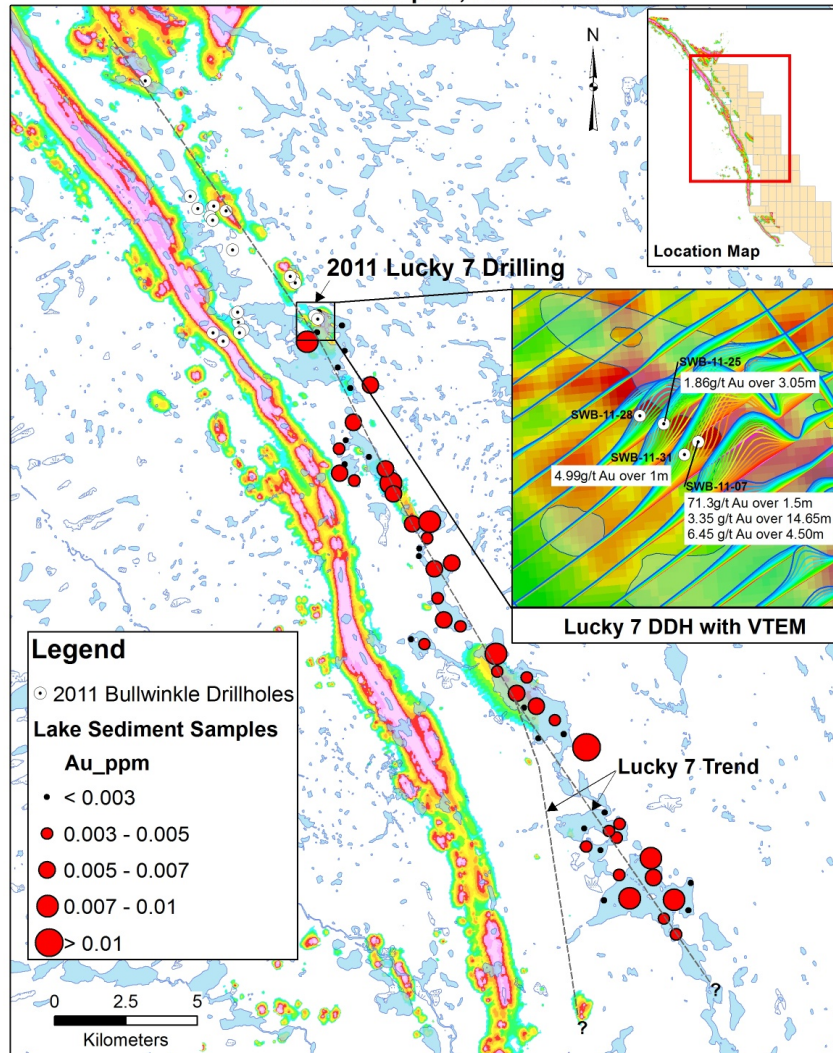 N
Location Map
2011 Lucky 7 Drilling
SWB-11-25
1.86g/t Au over 3.05m
SWB-11-28
SWB-11-31
4.99g/t Au over 1m
SWB-11-07
71.3g/t Au over 1.5m
3.35 g/t Au over 14.65m
6.45 g/t Au over 4.50m
Lucky 7 DDH with VTEM
Legend
2011 Bullwinkle Drillholes
Lake Sediment Samples
Au_ppm
< 0.003
0.003 - 0.005
0.005 - 0.007
0.007 - 0.01
> 0.01
Lucky 7 Trend
?
?
0 2.5 5
Kilometers